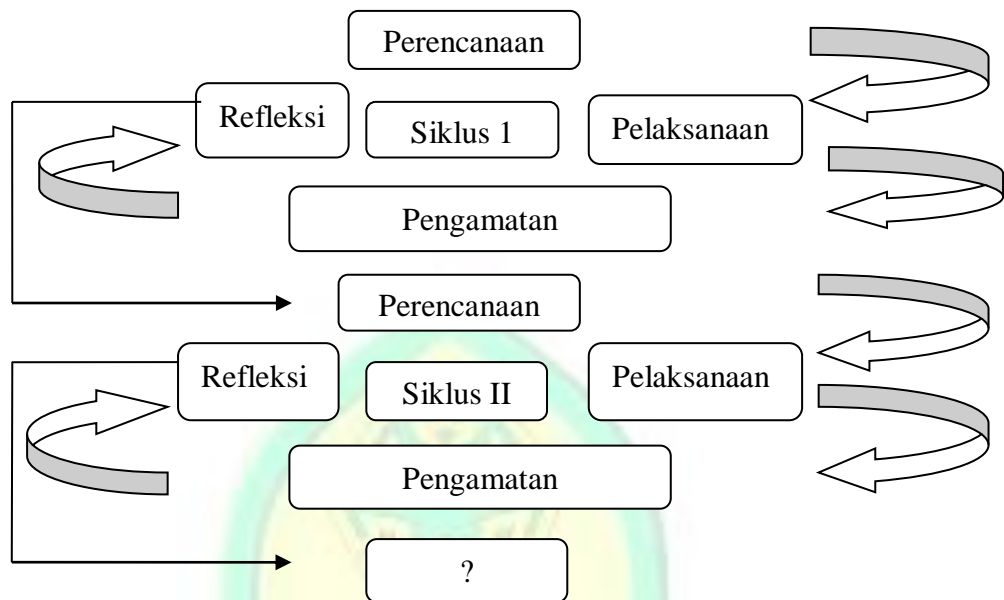 Perencanaan
Refleksi
Siklus 1
Pelaksanaan
Pengamatan
Perencanaan
Refleksi
Siklus II
Pelaksanaan
Pengamatan
?